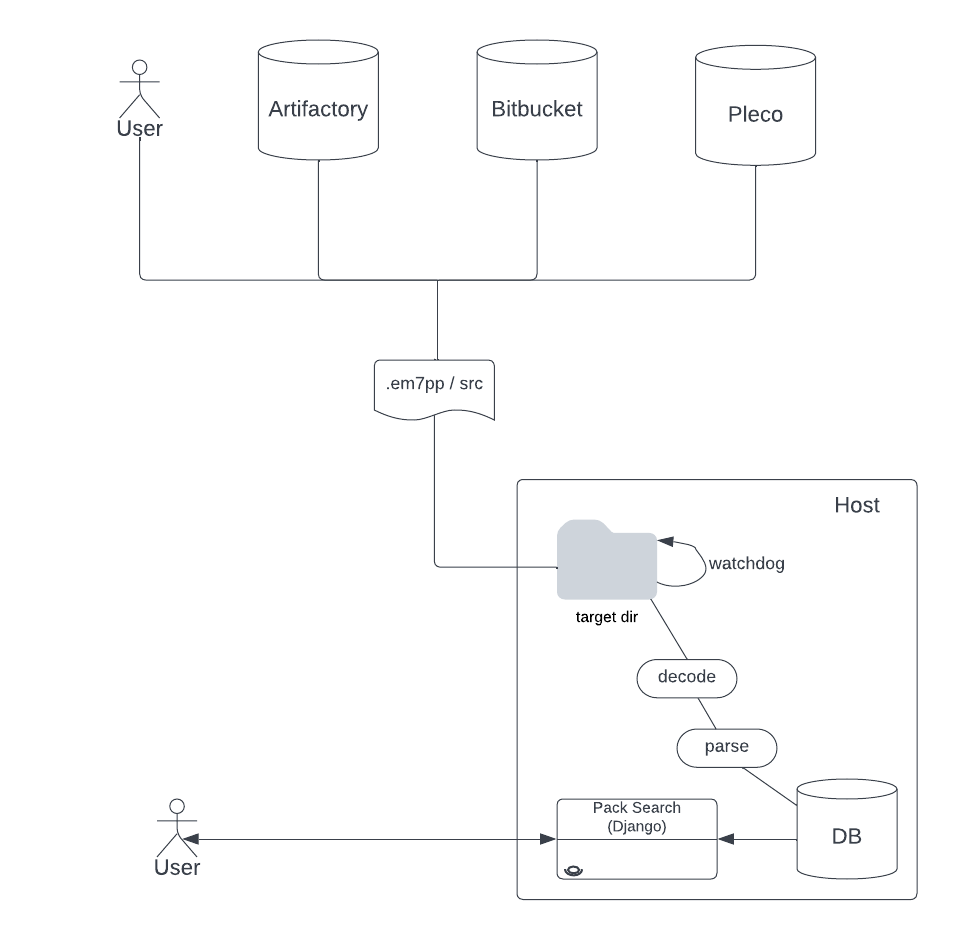 User
Artifactory
Bitbucket
Pleco
.em7pp / src
Host
watchdog
target dir
decode
parse
Pack Search
(Django)
DB
User